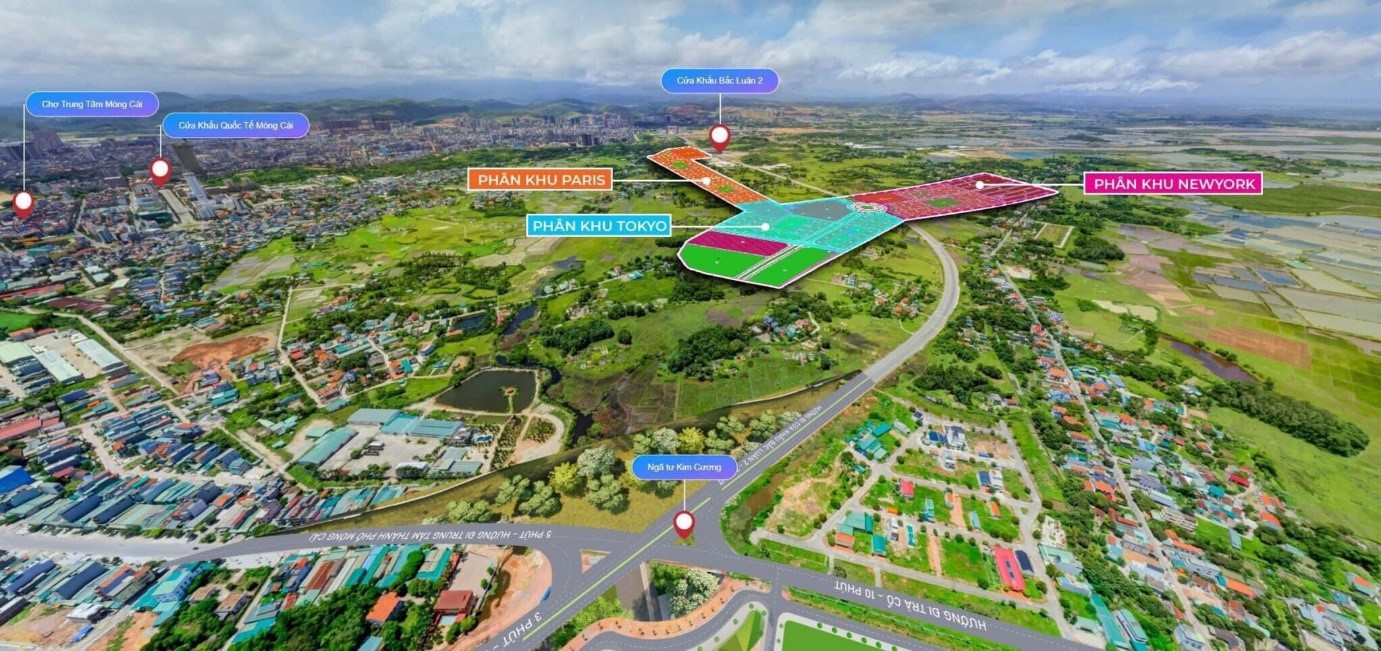 Cửa Khẩu Bắc Luân 2
Chợ Trung Tâm Móng Cái
Cửa Khẩu Quốc Tế Móng Cái
PHÂN KHU PARIS
PHÂN KHU NEWYORK
PHÂN KHU TOKYO
HƯỚNG ĐI CỬA KHẨU BẮC LUÂN 2
Ngã tư Kim Cương
5 PHÚT - HƯỚNG ĐI TRUNG TÂM THÀNH PHỐ MÓNG CÁI
HƯỚNG ĐI TRÀ CỔ - 10 PHÚT
3 PHÚT -